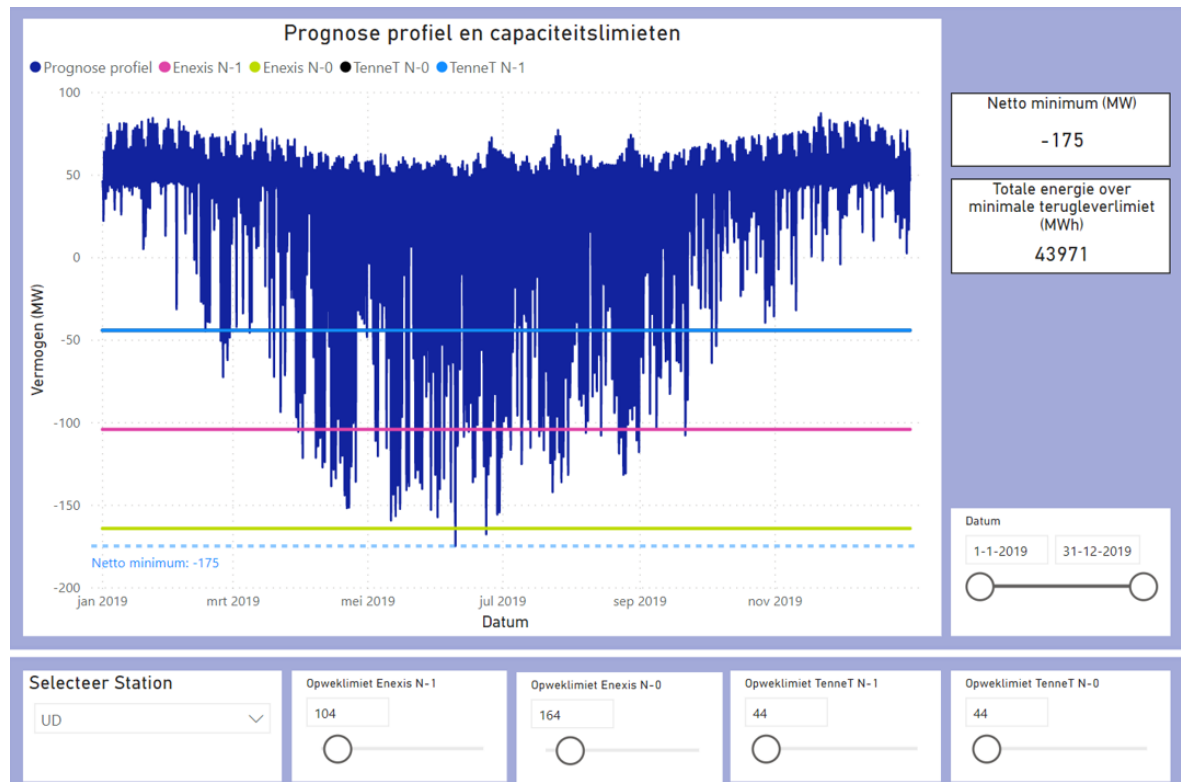 Prognose profiel en capaciteitslimieten
Prognose profiel Enexis N-1 Enexis N-0 TenneT N-0 TenneT N-1
100
50
0
-50
-100
-150
-200
Vermogen (MW)
Netto minimum: -175
jan 2019 mrt 2019 mei 2019 jul 2019 sep 2019 nov 2019
Datum
Netto minimum (MW)
-175
Totale energie over
minimale terugleverlimiet
(MWh)
43971
Datum
1-1-2019 31-12-2019
Selecteer Station
UD
Opweklimiet Enexis N-1
104
Opweklimiet Enexis N-0
164
Opweklimiet TenneT N-1
44
Opweklimiet TenneT N-0
44